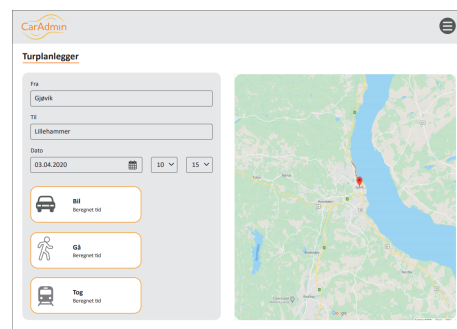 CarAdmin
Turplanlegger
Fra
Gjøvik
Til
Lillehammer
Dato
03.04.2020
10
15
Bil
Beregnet tid
Gå
Beregnet tid
Tog
Beregnet tid
Google